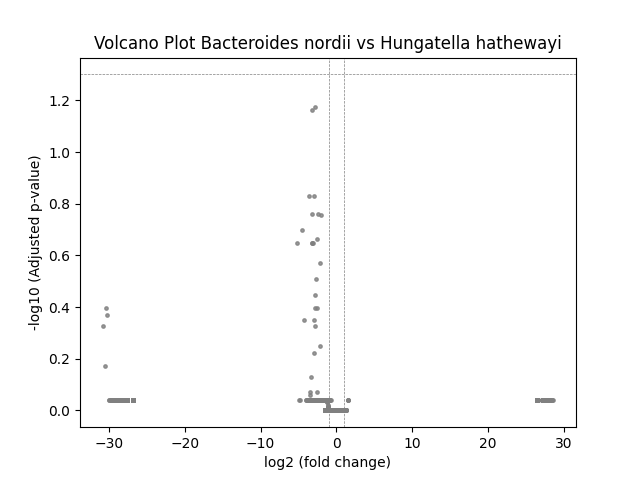 Volcano Plot Bacteroides nordii vs Hungatella hathewayi
-log10 (Adjusted p-value)
1.2
1.0
0.8
0.6
0.4
0.2
0.0
−30 −20 −10 0 10 20 30
log2 (fold change)